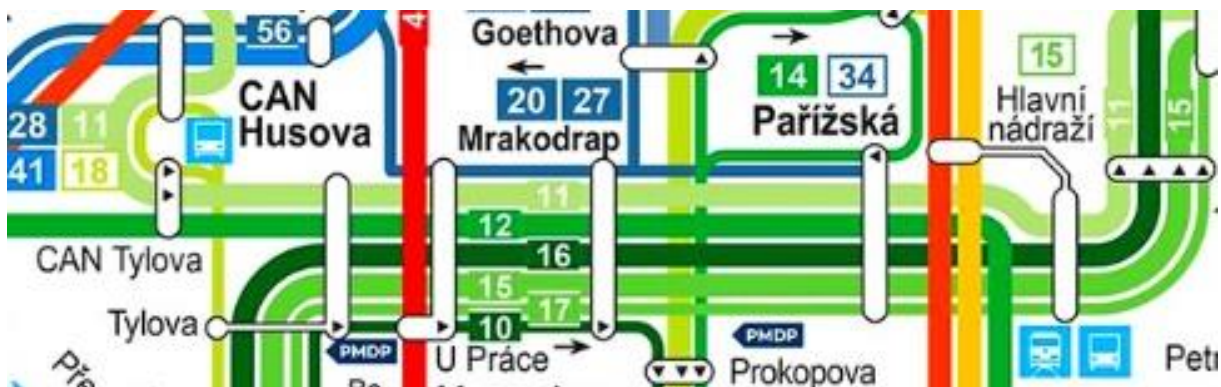 56
4
Goethova
20 27
Mrakodrap
14 34
Pařížská
15
Hlavní
nádraží
11
15
CAN
Husova
28 11
41 18
11
12
16
15
17
10
CAN Tylova
Tylova
PMDP
U Práce
PMDP
Prokopova